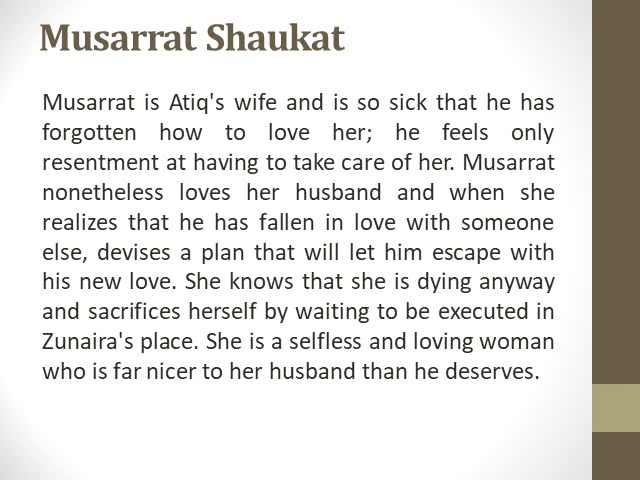 Musarrat Shaukat
Musarrat is Atiq's wife and is so sick that he has
forgotten how to love her; he feels only
resentment at having to take care of her. Musarrat
nonetheless loves her husband and when she
realizes that he has fallen in love with someone
else, devises a plan that will let him escape with
his new love. She knows that she is dying anyway
and sacrifices herself by waiting to be executed in
Zunaira's place. She is a selfless and loving woman
who is far nicer to her husband than he deserves.